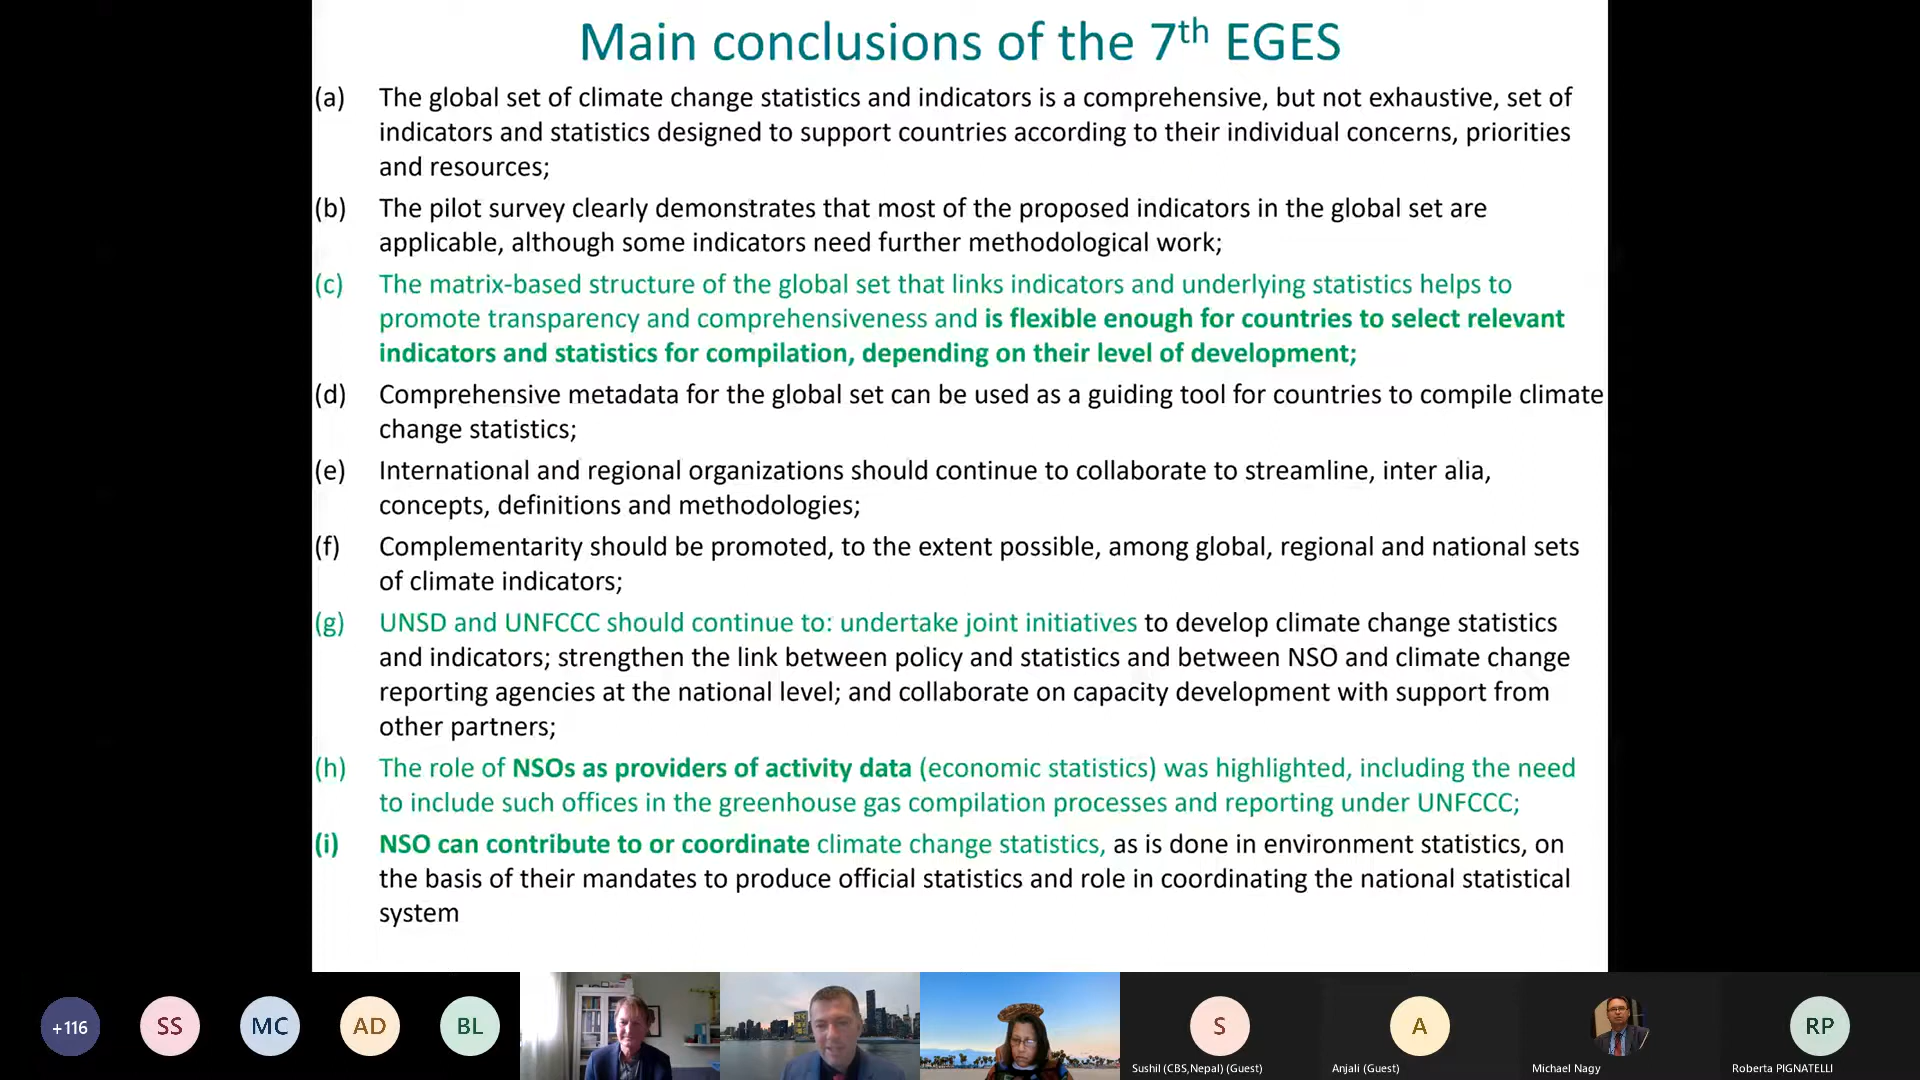 Main conclusions of the 7th EGES
(a) The global set of climate change statistics and indicators is a comprehensive, but not exhaustive, set of
indicators and statistics designed to support countries according to their individual concerns, priorities
and resources;
(b) The pilot survey clearly demonstrates that most of the proposed indicators in the global set are
applicable, although some indicators need further methodological work;
(c) The matrix-based structure of the global set that links indicators and underlying statistics helps to
promote transparency and comprehensiveness and is flexible enough for countries to select relevant
indicators and statistics for compilation, depending on their level of development;
(d) Comprehensive metadata for the global set can be used as a guiding tool for countries to compile climate
change statistics;
(e) International and regional organizations should continue to collaborate to streamline, inter alia,
concepts, definitions and methodologies;
(f) Complementarity should be promoted, to the extent possible, among global, regional and national sets
of climate indicators;
(g) UNSD and UNFCCC should continue to: undertake joint initiatives to develop climate change statistics
and indicators; strengthen the link between policy and statistics and between NSO and climate change
reporting agencies at the national level; and collaborate on capacity development with support from
other partners;
(h) The role of NSOs as providers of activity data (economic statistics) was highlighted, including the need
to include such offices in the greenhouse gas compilation processes and reporting under UNFCCC;
(i) NSO can contribute to or coordinate climate change statistics, as is done in environment statistics, on
the basis of their mandates to produce official statistics and role in coordinating the national statistical
system
+116 SS MC AD BL S A RP
Sushil (CBS,Nepal) (Guest) Anjali (Guest) Michael Nagy Roberta PIGNATELLI